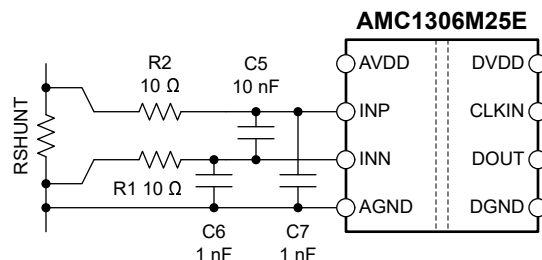 AMC1306M25E
R2
10 Ω
C5
10 nF
AVDD
DVDD
INP
CLKIN
RSHUNT
INN
DOUT
R1 10 Ω
AGND
DGND
C6
1 nF
C7
1 nF